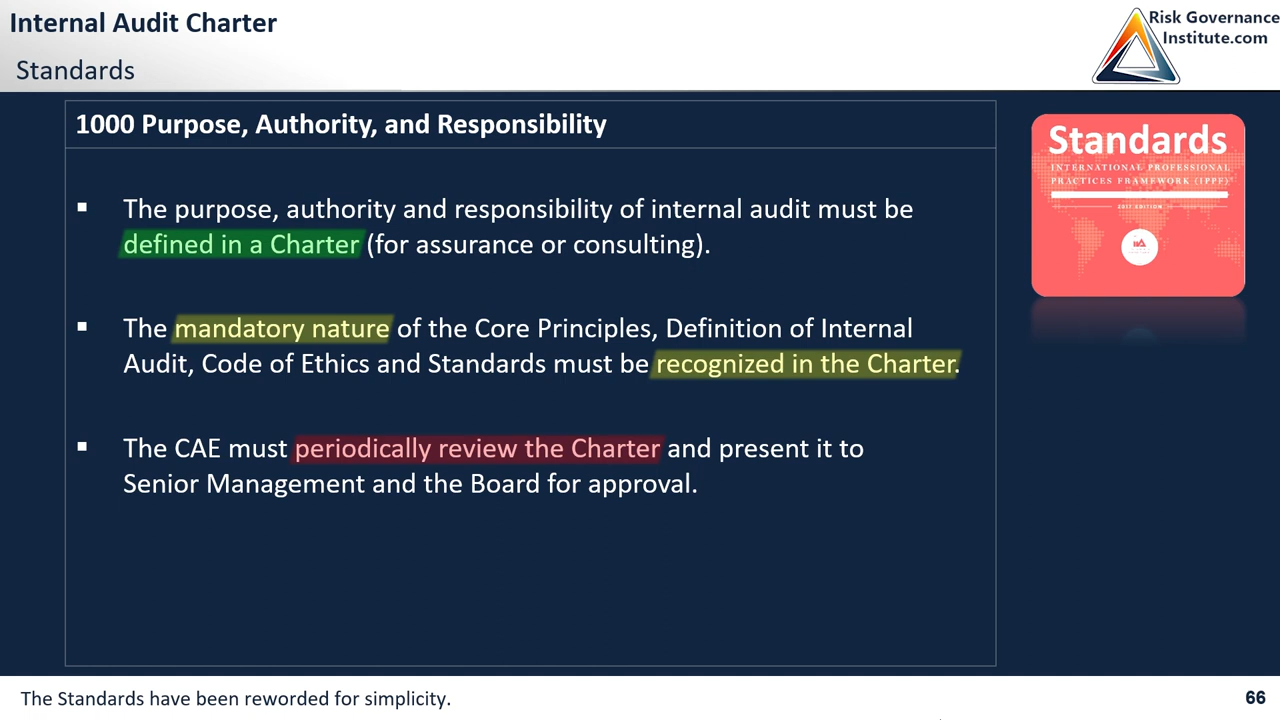 Internal Audit Charter
Risk Governance
Institute.com
Standards
1000 Purpose, Authority, and Responsibility
▪ The purpose, authority and responsibility of internal audit must be
defined in a Charter (for assurance or consulting).
▪ The mandatory nature of the Core Principles, Definition of Internal
Audit, Code of Ethics and Standards must be recognized in the Charter.
▪ The CAE must periodically review the Charter and present it to
Senior Management and the Board for approval.
Standards
INTERNATIONAL PROFESSIONAL
PRACTICES FRAMEWORK (IPPF)
2017 EDITION
IIA
The Standards have been reworded for simplicity.
66